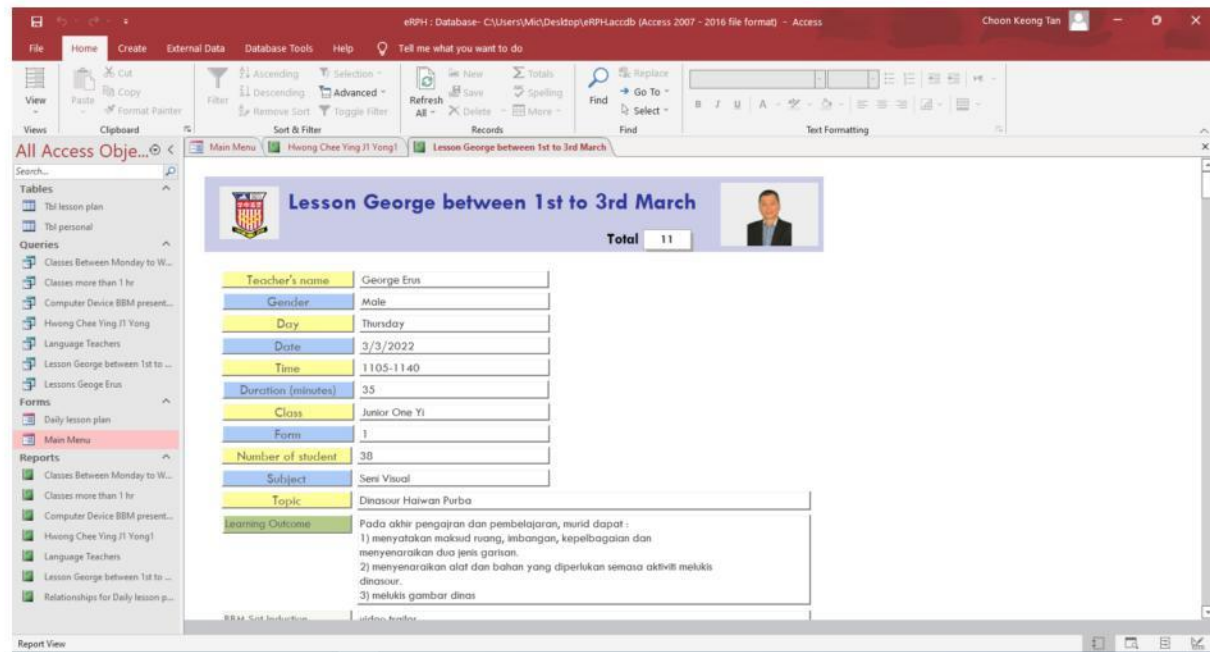 eRPH : Database- C:\Users\Mic\Desktop\eRPH.accdb (Access 2007 - 2016 file format) - Access
Choon Keong Tan
File Home Create External Data Database Tools Help Tell me what you want to do
View
Views
Paste
Cut
Copy
Format Painter
Clipboard
Filter
Ascending
Descending
Remove Sort
Selection
Advanced
Toggle Filter
Sort & Filter
Refresh
All
New
Save
Delete
Totals
Spelling
More
Records
Find
Replace
Go To
Select
Find
B I U A
Text Formatting
All Access Obje...
Search...
Tables
Tbl lesson plan
Tbl personal
Queries
Classes Between Monday to W...
Classes more than 1 hr
Computer Device BBM present...
Hwong Chee Ying J1 Yong
Language Teachers
Lesson George between 1st to ...
Lessons Geoge Erus
Forms
Daily lesson plan
Main Menu
Reports
Classes Between Monday to W...
Classes more than 1 hr
Computer Device BBM present...
Hwong Chee Ying J1 Yong1
Language Teachers
Lesson George between 1st to ...
Relationships for Daily lesson p...
Main Menu
Hwong Chee Ying J1 Yong1
Lesson George between 1st to 3rd March
Lesson George between 1st to 3rd March
Total 11
Teacher's name George Erus
Gender Male
Day Thursday
Date 3/3/2022
Time 1105-1140
Duration (minutes) 35
Class Junior One Yi
Form 1
Number of student 38
Subject Seni Visual
Topic Dinasour Haiwan Purba
Learning Outcome Pada akhir pengajran dan pembelajaran, murid dapat :
1) menyatakan maksud ruang, imbangan, kepelbagaian dan
menyenaraikan dua jenis garisan.
2) menyenaraikan alat dan bahan yang diperlukan semasa aktiviti melukis
dinasour.
3) melukis gambar dinas
BBM Set Induction video trailer
Report View